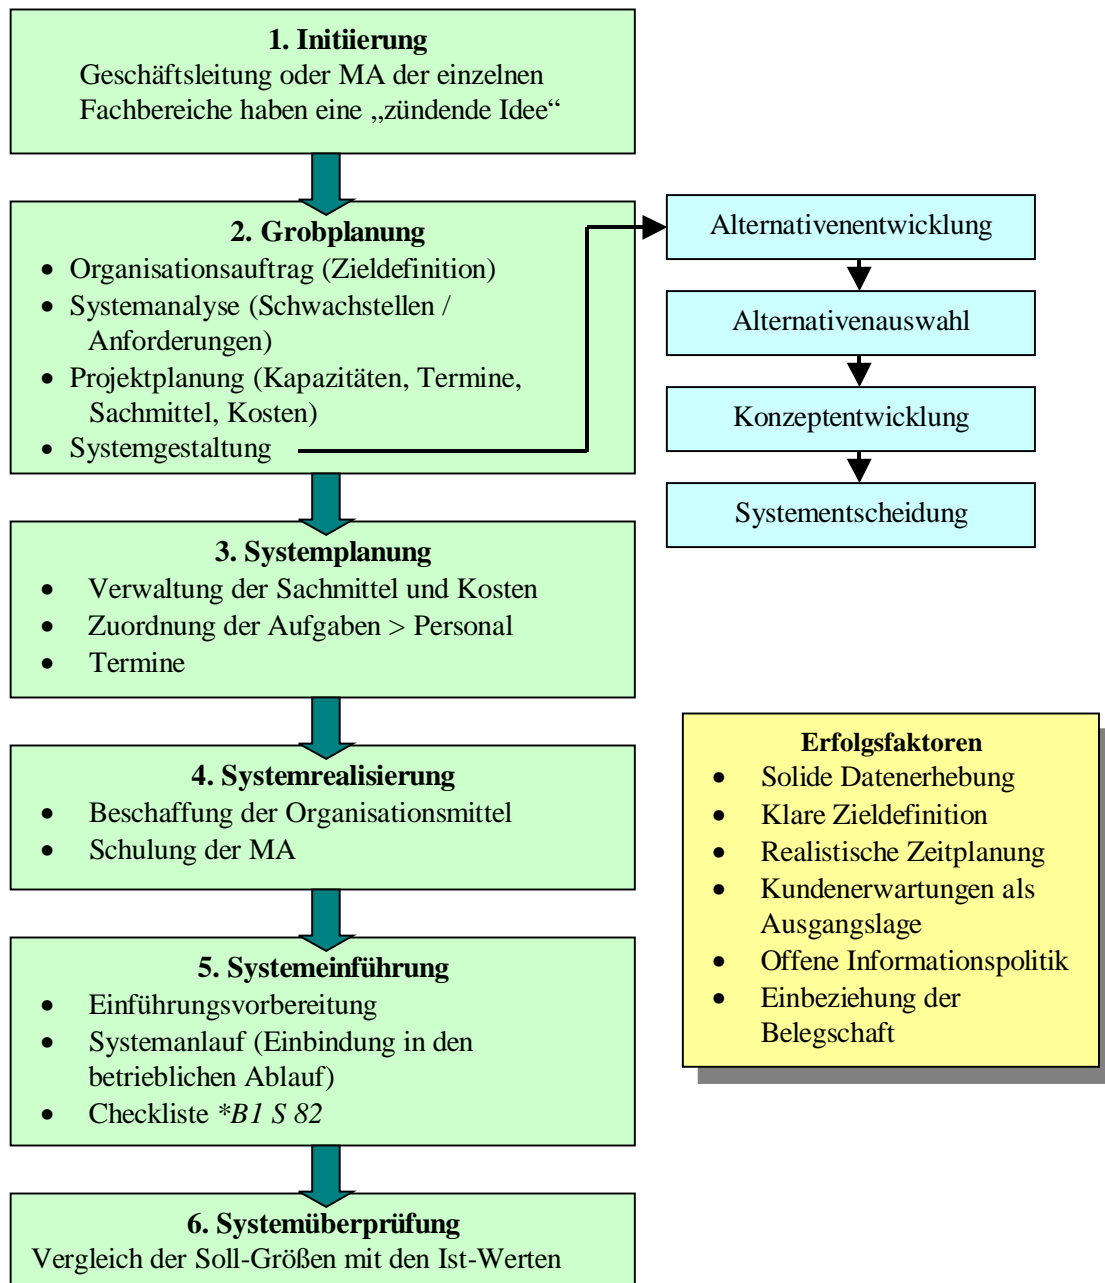 1. Initiierung
Geschäftsleitung oder MA der einzelnen
Fachbereiche haben eine „zündende Idee“
2. Grobplanung
• Organisationsauftrag (Zieldefinition)
• Systemanalyse (Schwachstellen /
Anforderungen)
• Projektplanung (Kapazitäten, Termine,
Sachmittel, Kosten)
• Systemgestaltung
Alternativenentwicklung
Alternativenauswahl
Konzeptentwicklung
Systementscheidung
3. Systemplanung
• Verwaltung der Sachmittel und Kosten
• Zuordnung der Aufgaben > Personal
• Termine
4. Systemrealisierung
• Beschaffung der Organisationsmittel
• Schulung der MA
5. Systemeinführung
• Einführungsvorbereitung
• Systemanlauf (Einbindung in den
betrieblichen Ablauf)
• Checkliste *B1 S 82
6. Systemüberprüfung
Vergleich der Soll-Größen mit den Ist-Werten
Erfolgsfaktoren
• Solide Datenerhebung
• Klare Zieldefinition
• Realistische Zeitplanung
• Kundenerwartungen als
Ausgangslage
• Offene Informationspolitik
• Einbeziehung der
Belegschaft